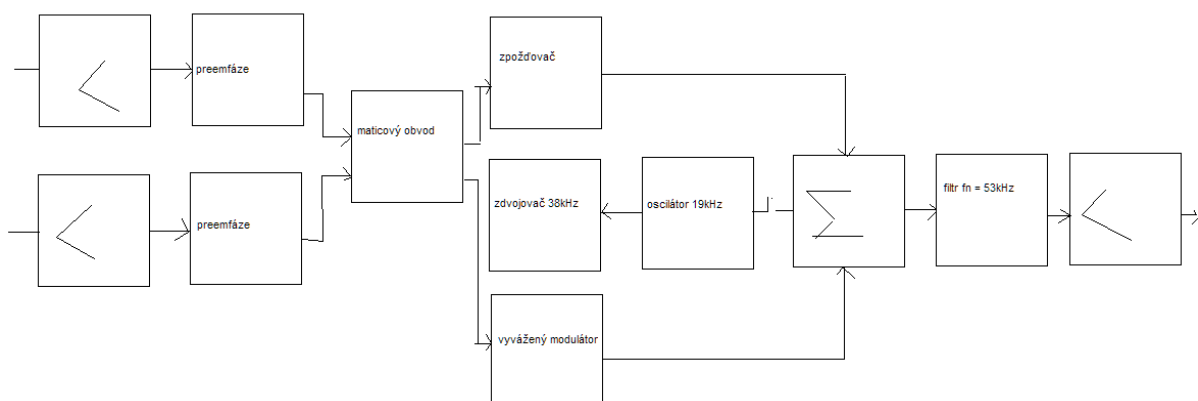 preemfáze
zpožďovač
maticový obvod
preemfáze
zdvojovač 38kHz
oscilátor 19kHz
Σ
filtr fn = 53kHz
vyvážený modulátor